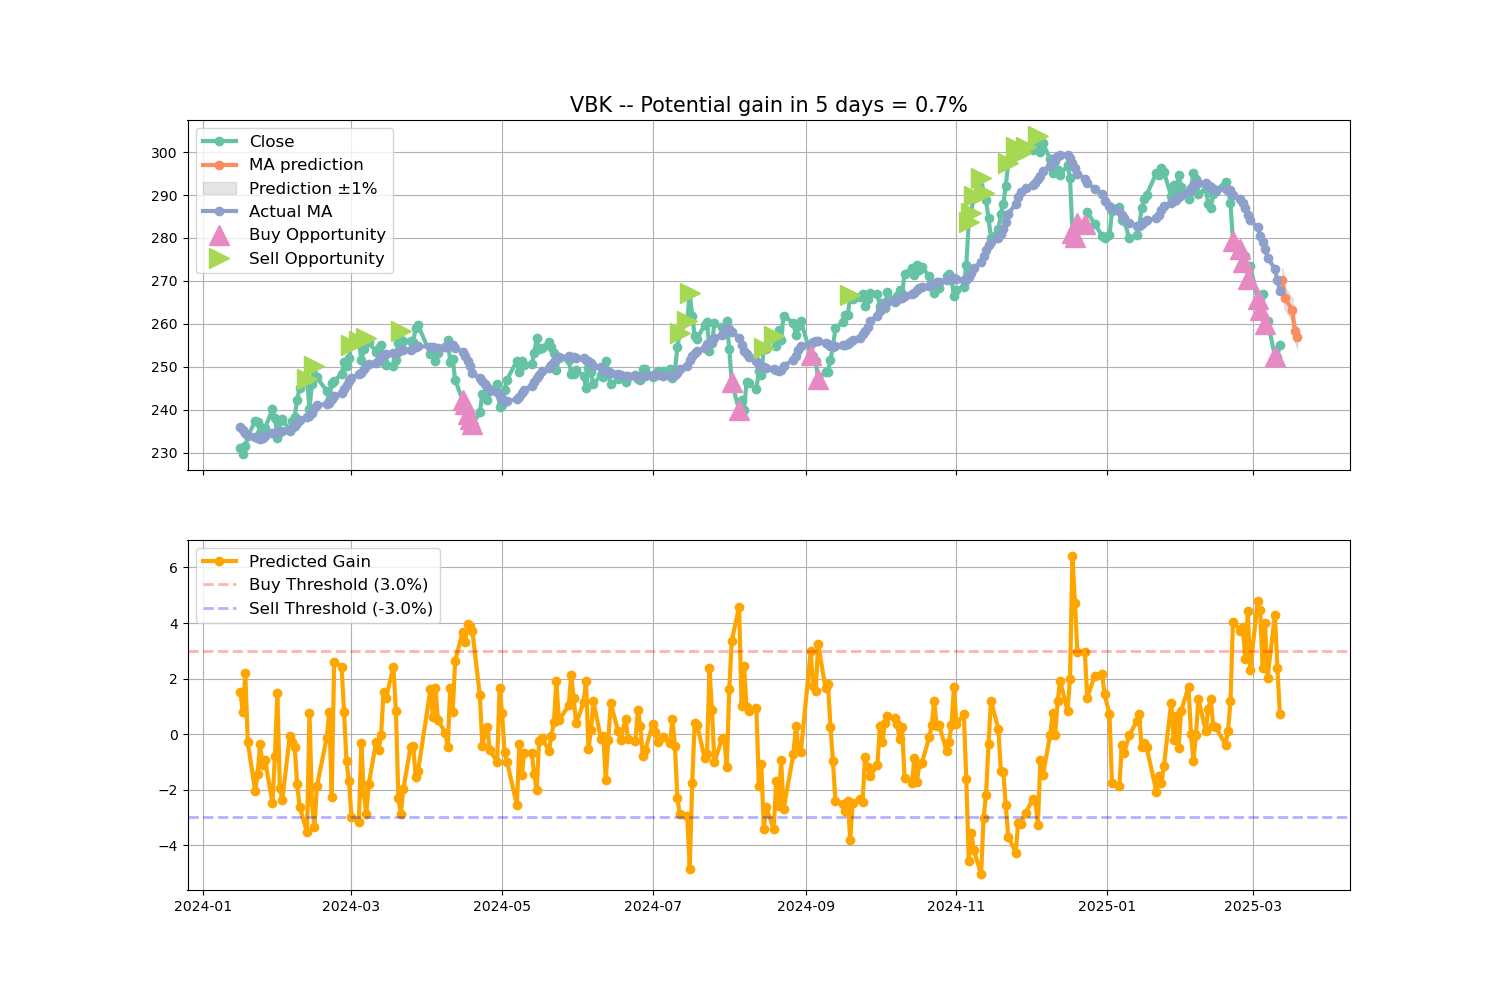 VBK -- Potential gain in 5 days = 0.7%
Close
MA prediction
Prediction ±1%
Actual MA
Buy Opportunity
Sell Opportunity
300
290
280
270
260
250
240
230
Predicted Gain
Buy Threshold (3.0%)
Sell Threshold (-3.0%)
6
4
2
0
−2
−4
2024-01 2024-03 2024-05 2024-07 2024-09 2024-11 2025-01 2025-03